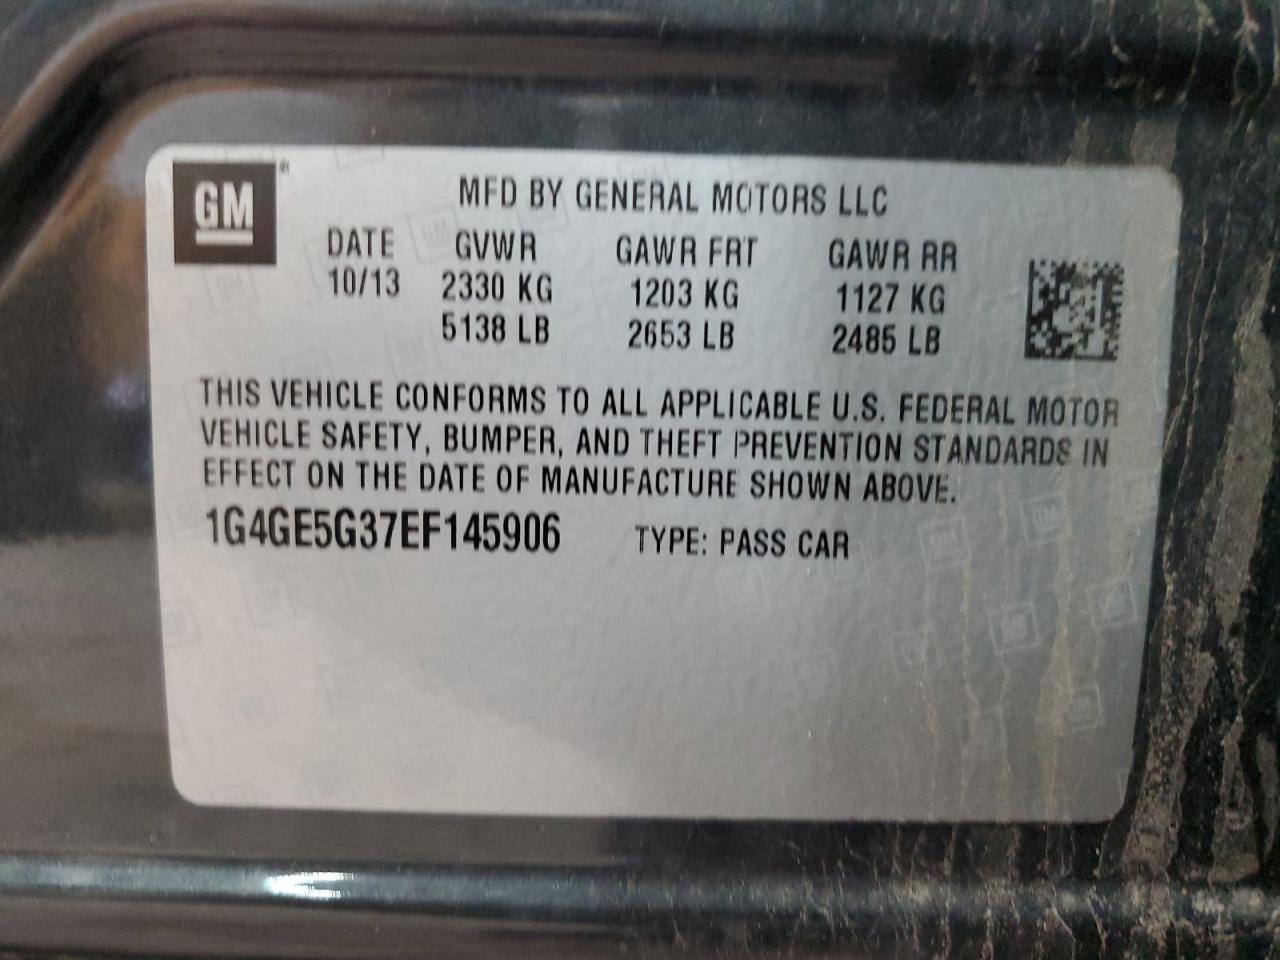 GM®
MFD BY GENERAL MOTORS LLC
DATE GVWR GAWR FRT GAWR RR
10/13 2330 KG 1203 KG 1127 KG
5138 LB 2653 LB 2485 LB
THIS VEHICLE CONFORMS TO ALL APPLICABLE U.S. FEDERAL MOTOR
VEHICLE SAFETY, BUMPER, AND THEFT PREVENTION STANDARDS IN
EFFECT ON THE DATE OF MANUFACTURE SHOWN ABOVE.
1G4GE5G37EF145906 TYPE: PASS CAR